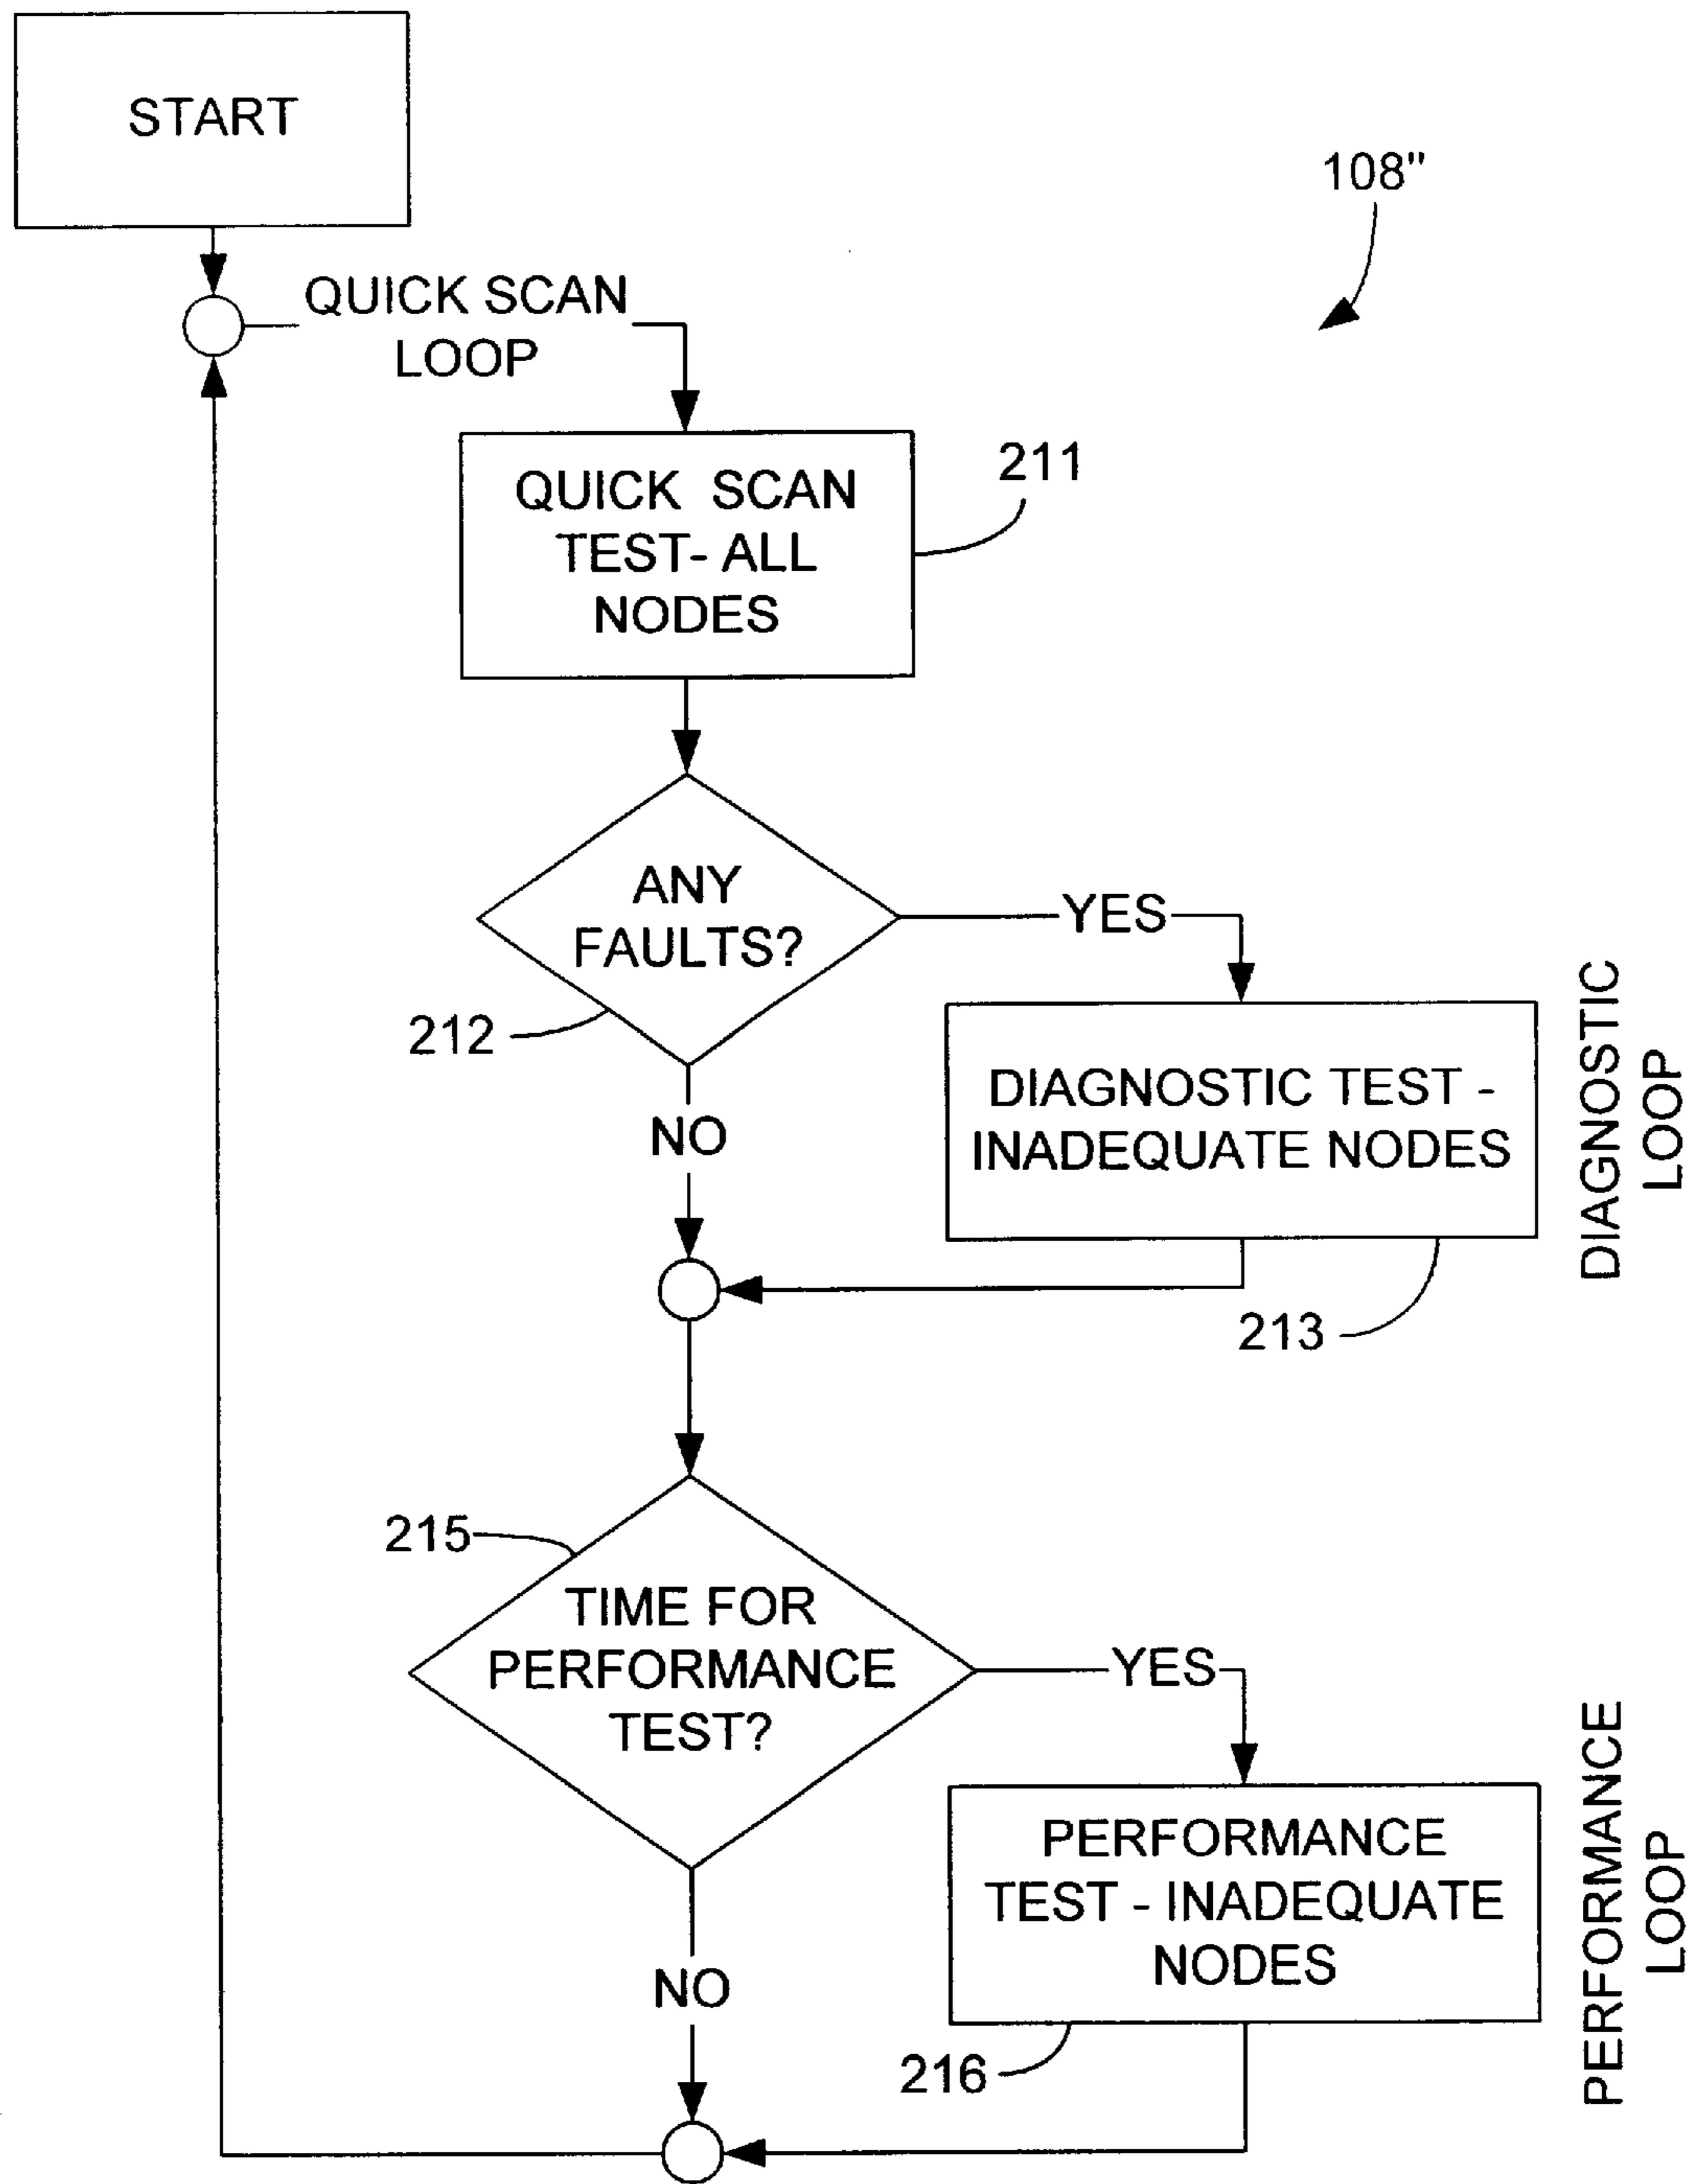 START
108"
QUICK SCAN
LOOP
QUICK SCAN
TEST- ALL
NODES
211
ANY
FAULTS?
YES
212
NO
DIAGNOSTIC TEST -
INADEQUATE NODES
DIAGNOSTIC
LOOP
213
215
TIME FOR
PERFORMANCE
TEST?
YES
PERFORMANCE
TEST - INADEQUATE
NODES
PERFORMANCE
LOOP
NO
216